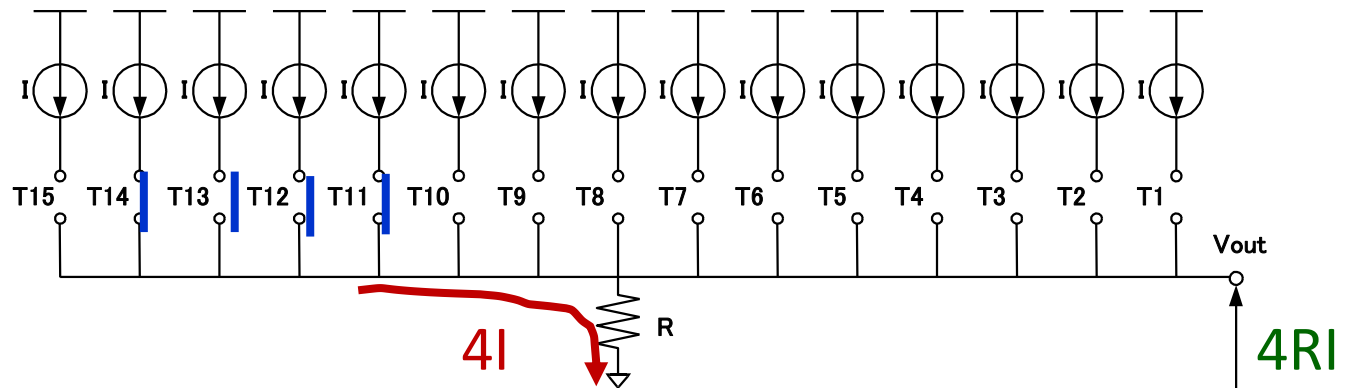 I I I I I I I I I I I I I I I
T15 T14 T13 T12 T11 T10 T9 T8 T7 T6 T5 T4 T3 T2 T1
Vout
R
4I
4RI